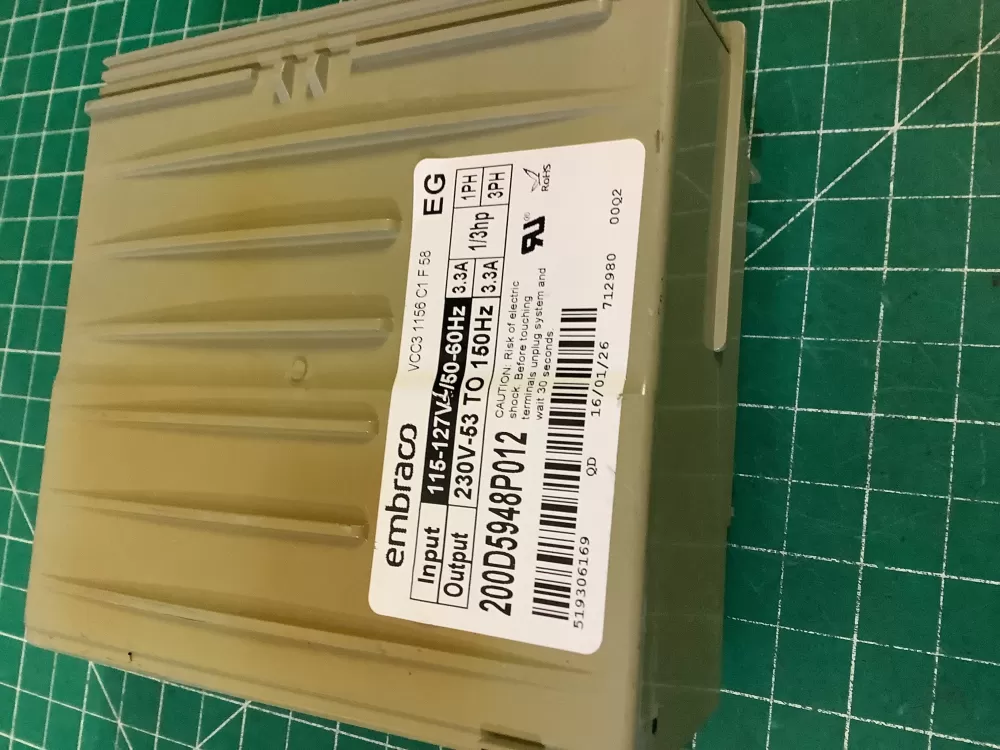 embraco VCC3 1156 C1 F 58 EG
Input 115-127V~/50-60Hz 3.3A 1/3hp 1PH
Output 230V-53 TO 150Hz 3.3A 3PH
200D5948P012
CAUTION: Risk of electric
shock. Before touching
terminals unplug system and
wait 30 seconds.
RU
RoHS
519306169 QD 16/01/26 712980 00Q2